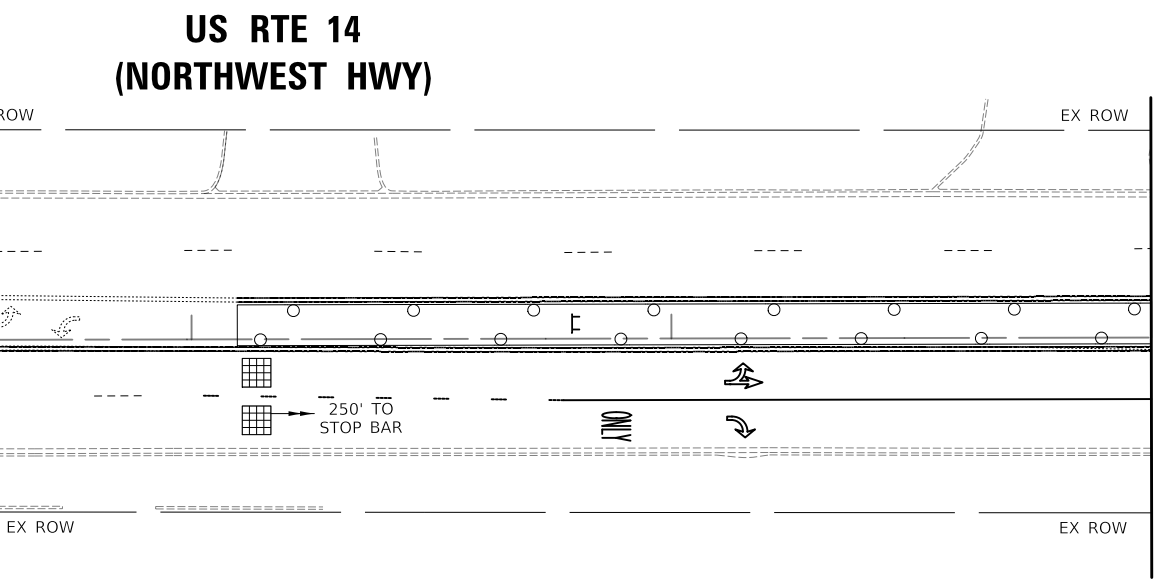 US RTE 14
(NORTHWEST HWY)
ROW
EX ROW
250' TO
STOP BAR
ONLY
EX ROW
EX ROW